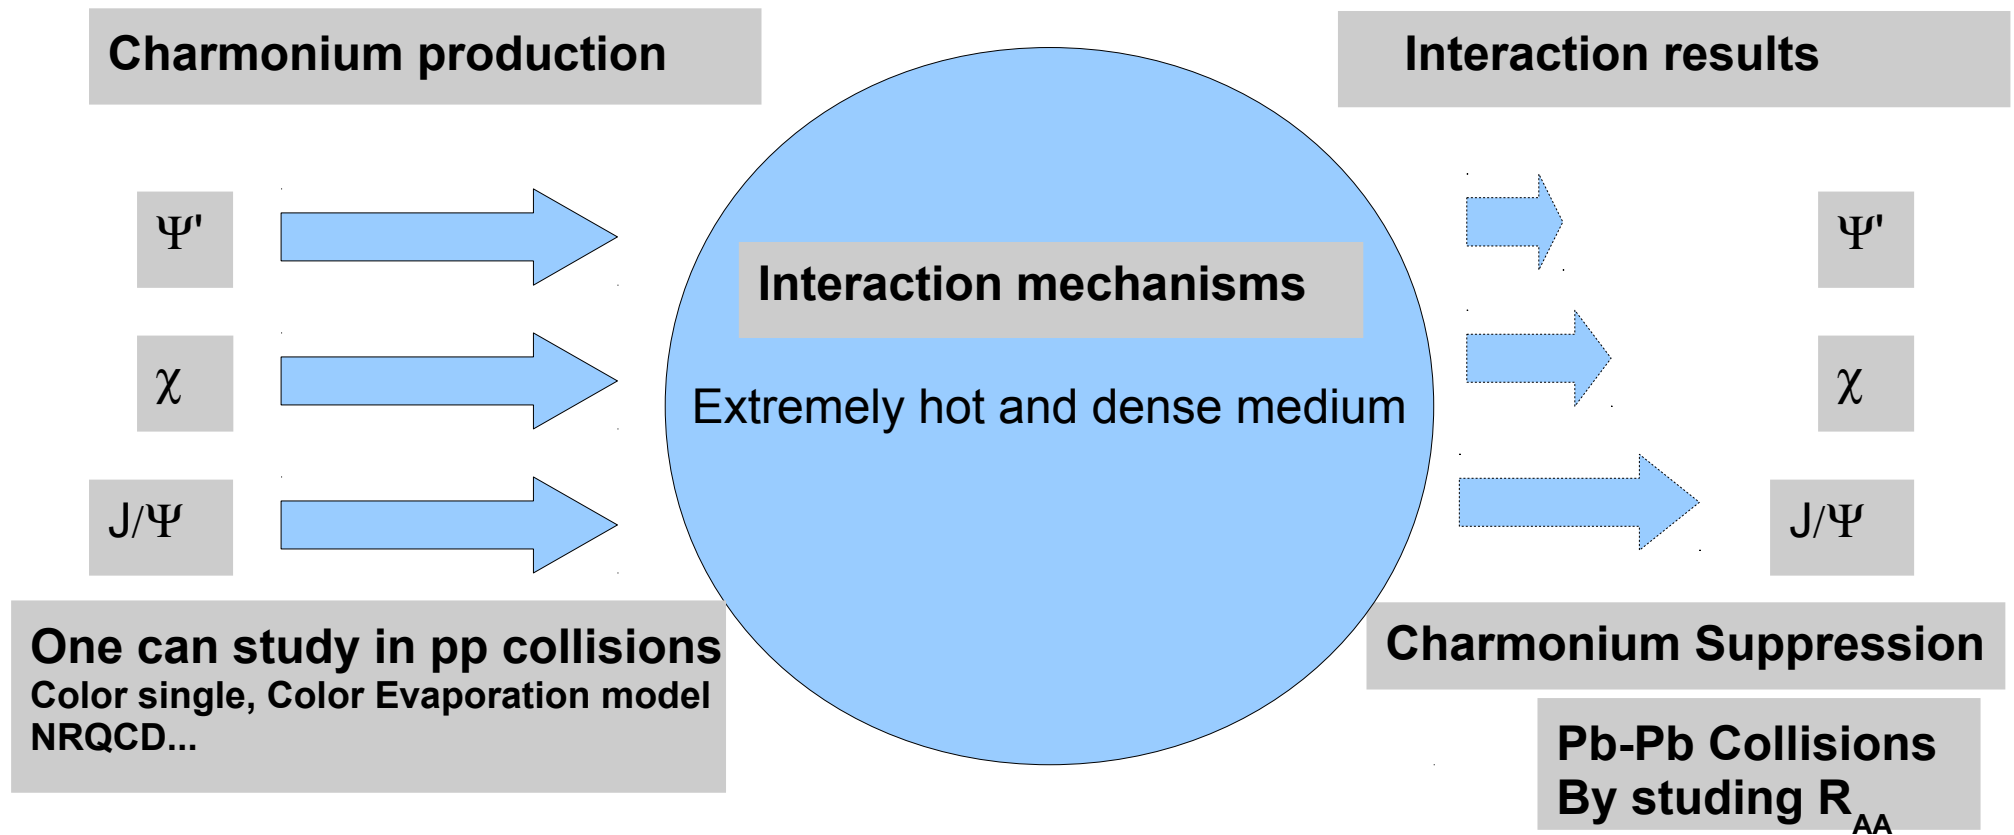 Charmonium production
Interaction results
Ψ'
Ψ'
Interaction mechanisms
χ
χ
Extremely hot and dense medium
J/Ψ
J/Ψ
One can study in pp collisions
Color single, Color Evaporation model
NRQCD...
Charmonium Suppression
Pb-Pb Collisions
By studing R_AA